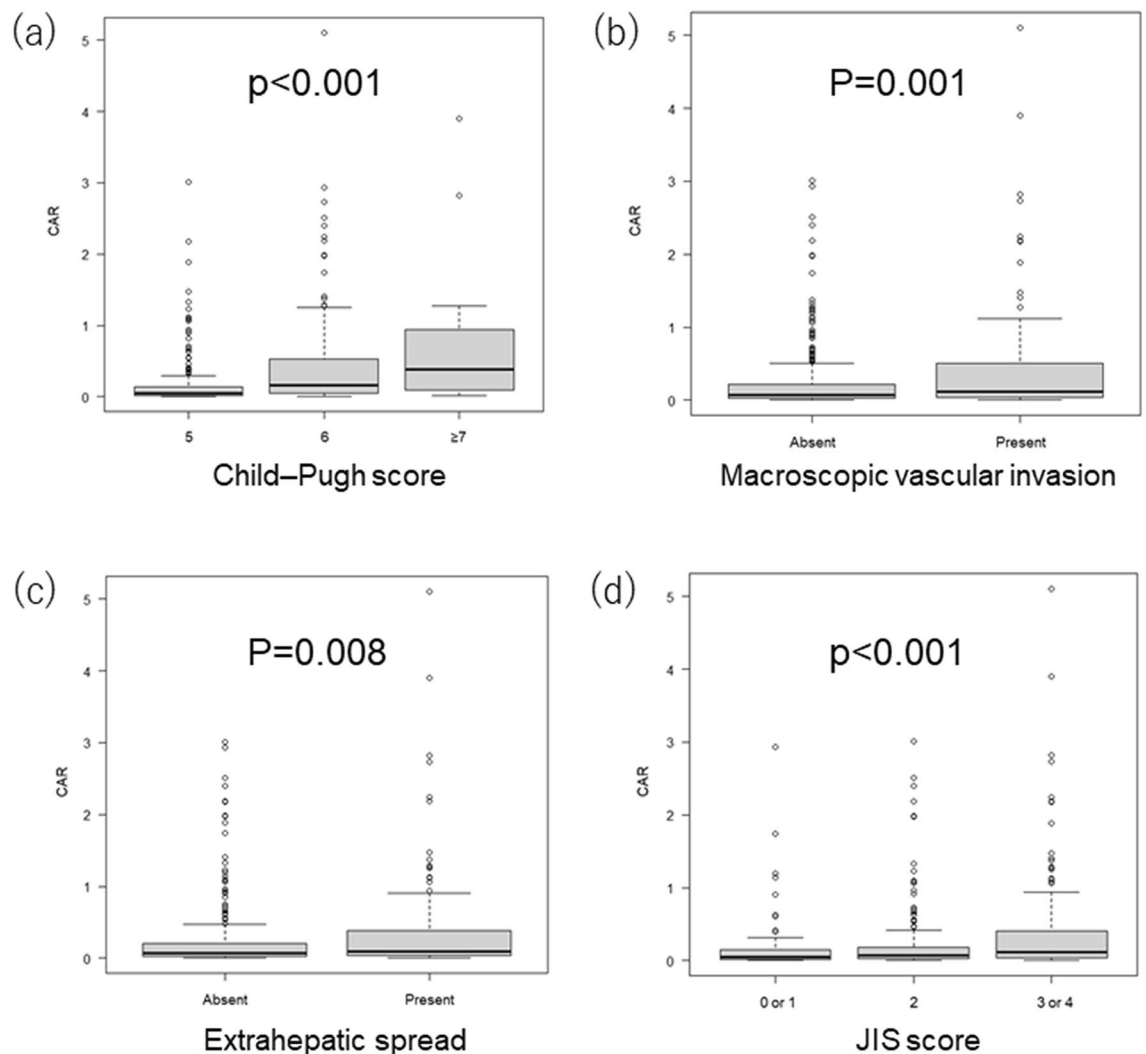 (a)
p<0.001
5
4
3
2
1
0
CAR
5 6 ≥7
Child–Pugh score
(b)
P=0.001
5
4
3
2
1
0
CAR
Absent Present
Macroscopic vascular invasion
(c)
P=0.008
5
4
3
2
1
0
CAR
Absent Present
Extrahepatic spread
(d)
p<0.001
5
4
3
2
1
0
CAR
0 or 1 2 3 or 4
JIS score